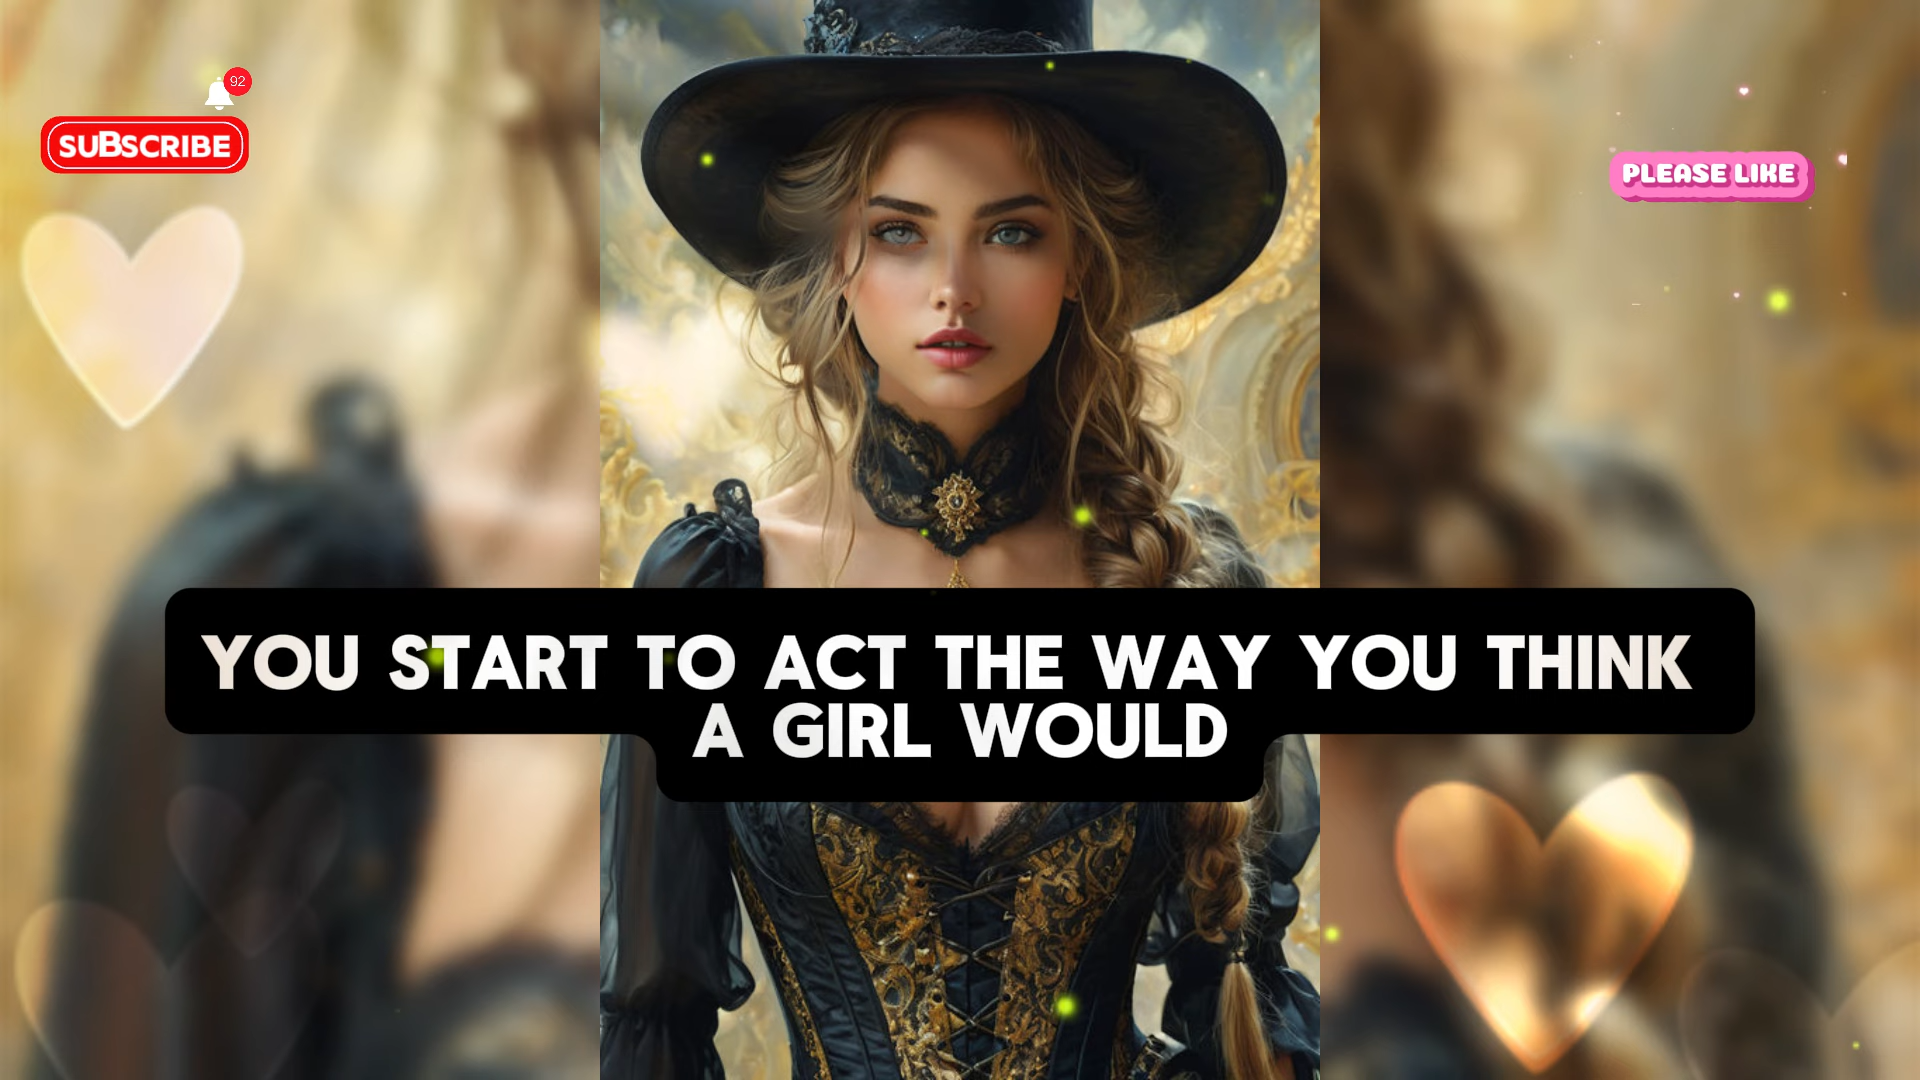 92
SUBSCRIBE
PLEASE LIKE
YOU START TO ACT THE WAY YOU THINK
A GIRL WOULD